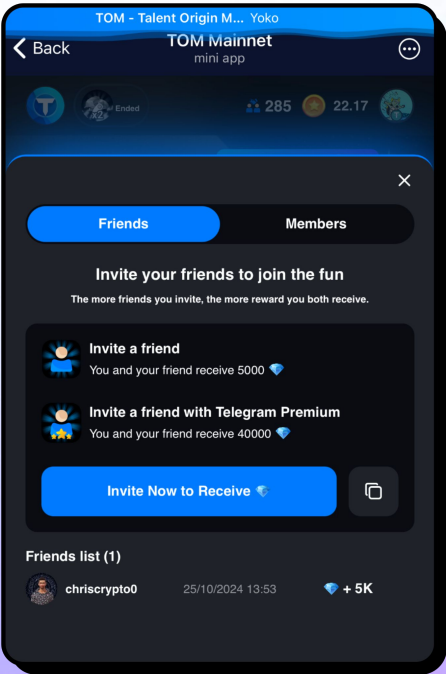 TOM - Talent Origin M... Yoko
Back
TOM Mainnet
mini app
Ended
285
22.17
Friends
Members
Invite your friends to join the fun
The more friends you invite, the more reward you both receive.
Invite a friend
You and your friend receive 5000 💎
Invite a friend with Telegram Premium
You and your friend receive 40000 💎
Invite Now to Receive 💎
Friends list (1)
chriscrypto0 25/10/2024 13:53 💎 + 5K